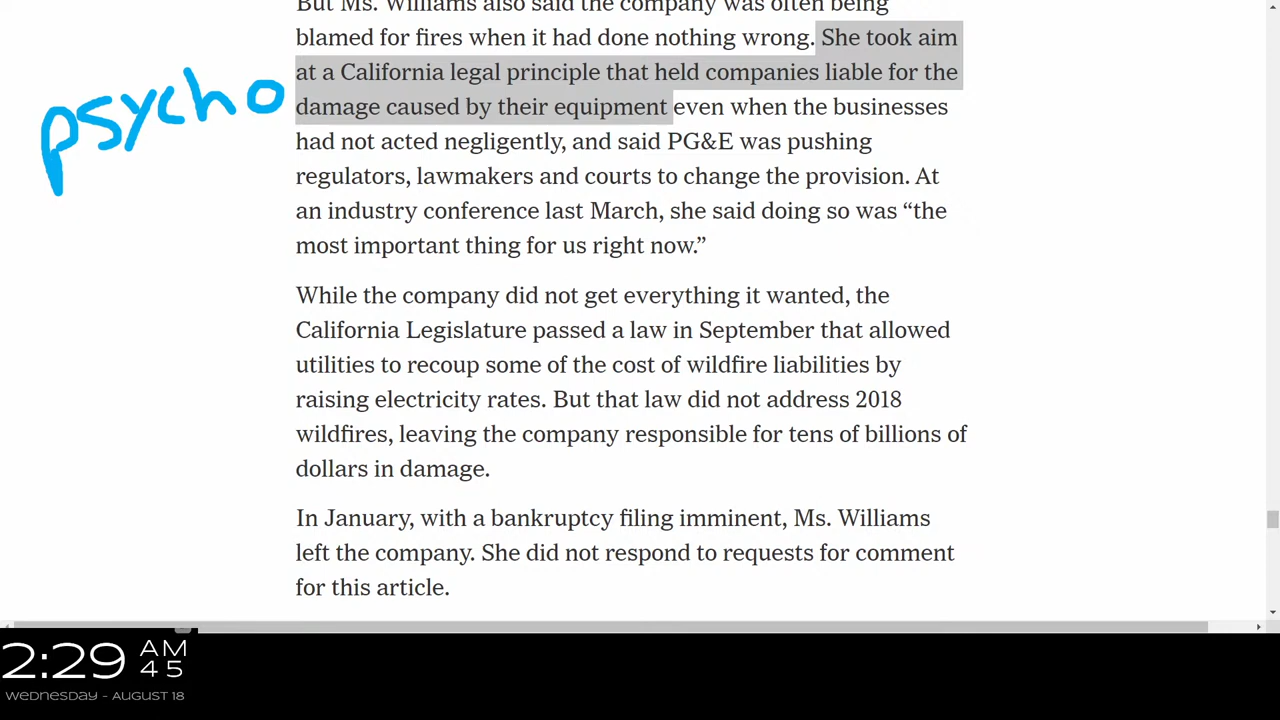 But Ms. Williams also said the company was often being
blamed for fires when it had done nothing wrong. She took aim
at a California legal principle that held companies liable for the
psycho
damage caused by their equipment even when the businesses
had not acted negligently, and said PG&E was pushing
regulators, lawmakers and courts to change the provision. At
an industry conference last March, she said doing so was “the
most important thing for us right now.”
While the company did not get everything it wanted, the
California Legislature passed a law in September that allowed
utilities to recoup some of the cost of wildfire liabilities by
raising electricity rates. But that law did not address 2018
wildfires, leaving the company responsible for tens of billions of
dollars in damage.
In January, with a bankruptcy filing imminent, Ms. Williams
left the company. She did not respond to requests for comment
for this article.
2:29 AM
45
WEDNESDAY - AUGUST 18